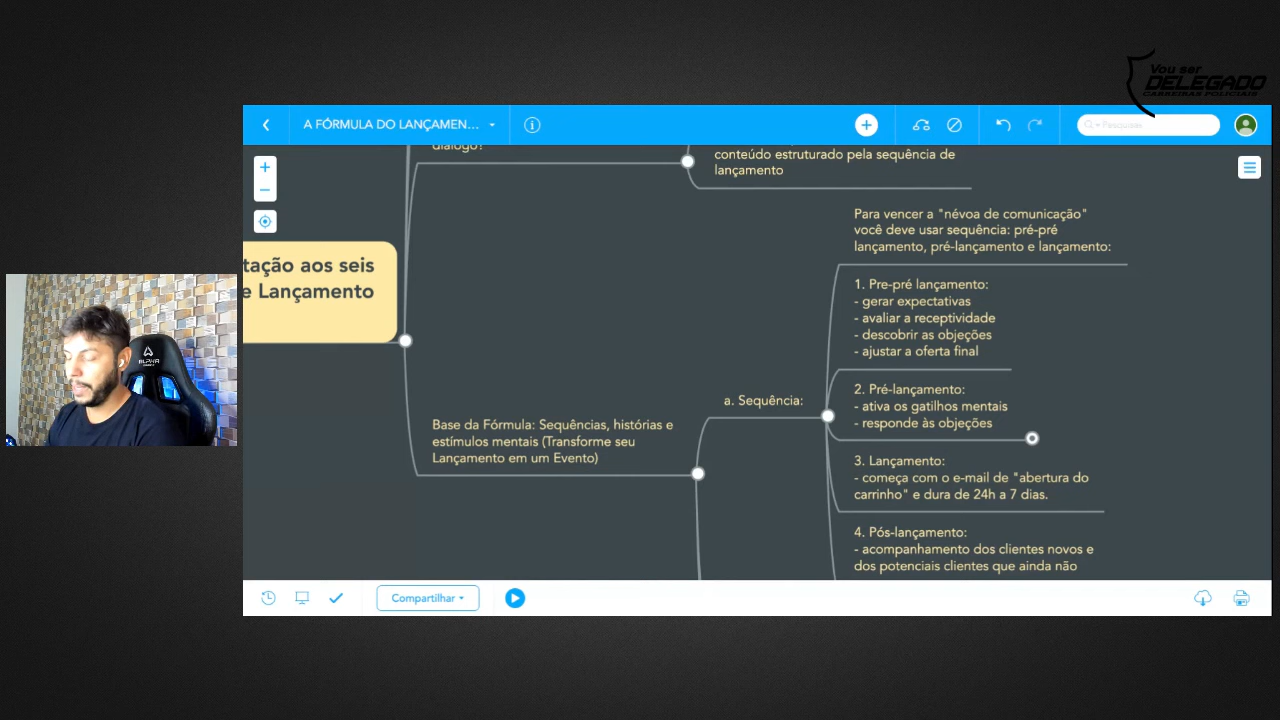 Vou ser
DELEGADO
CARREIRAS POLICIAIS
A FÓRMULA DO LANÇAMEN...
Pesquisar
diálogo?
conteúdo estruturado pela sequência de
lançamento
tação aos seis
e Lançamento
Para vencer a "névoa de comunicação"
você deve usar sequência: pré-pré
lançamento, pré-lançamento e lançamento:
1. Pre-pré lançamento:
- gerar expectativas
- avaliar a receptividade
- descobrir as objeções
- ajustar a oferta final
a. Sequência:
2. Pré-lançamento:
- ativa os gatilhos mentais
- responde às objeções
Base da Fórmula: Sequências, histórias e
estímulos mentais (Transforme seu
Lançamento em um Evento)
3. Lançamento:
- começa com o e-mail de "abertura do
carrinho" e dura de 24h a 7 dias.
4. Pós-lançamento:
- acompanhamento dos clientes novos e
dos potenciais clientes que ainda não
ALPHA
Compartilhar